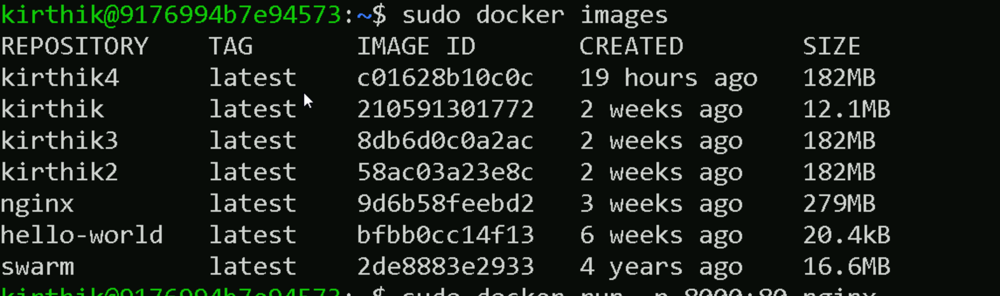 kirthik@9176994b7e94573:~$ sudo docker images
REPOSITORY TAG IMAGE ID CREATED SIZE
kirthik4 latest c01628b10c0c 19 hours ago 182MB
kirthik latest 210591301772 2 weeks ago 12.1MB
kirthik3 latest 8db6d0c0a2ac 2 weeks ago 182MB
kirthik2 latest 58ac03a23e8c 2 weeks ago 182MB
nginx latest 9d6b58feebd2 3 weeks ago 279MB
hello-world latest bfbb0cc14f13 6 weeks ago 20.4kB
swarm latest 2de8883e2933 4 years ago 16.6MB
kirthik@9176994b7e94573:~$ sudo docker run -p 8000:80 nginx